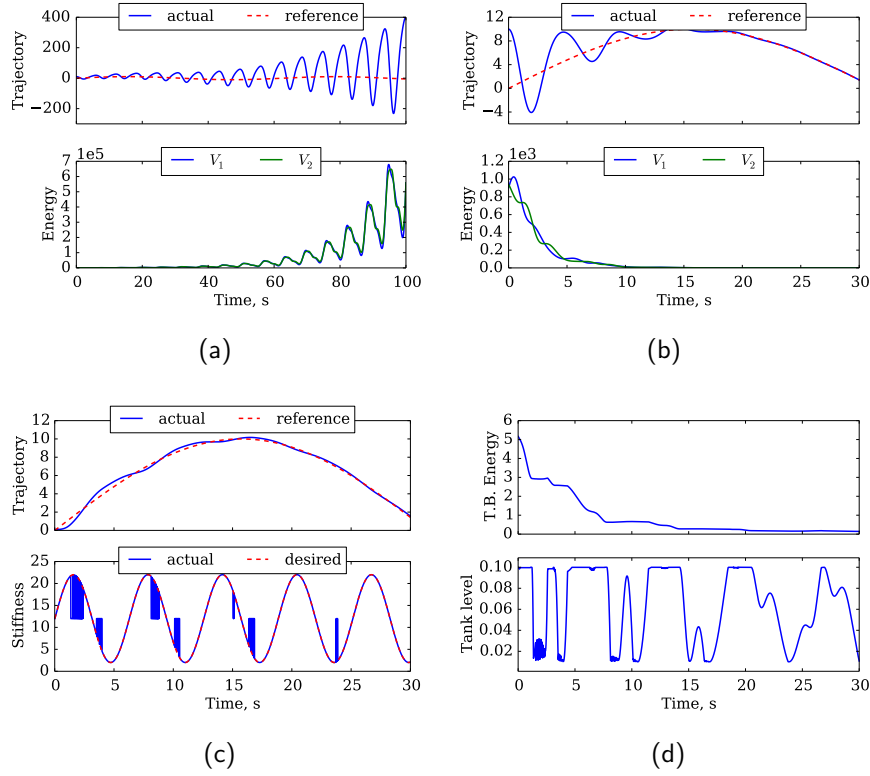 actual reference
Trajectory
400
200
0
−200
1e5
V1 V2
Energy
7
6
5
4
3
2
1
0
0 20 40 60 80 100
Time, s
(a)
actual reference
Trajectory
12
8
4
0
−4
1e3
V1 V2
Energy
1.2
1.0
0.8
0.6
0.4
0.2
0.0
0 5 10 15 20 25 30
Time, s
(b)
actual reference
Trajectory
12
10
8
6
4
2
0
actual desired
Stiffness
25
20
15
10
5
0
0 5 10 15 20 25 30
Time, s
(c)
T.B. Energy
6
5
4
3
2
1
0
Tank level
0.10
0.08
0.06
0.04
0.02
0 5 10 15 20 25 30
Time, s
(d)